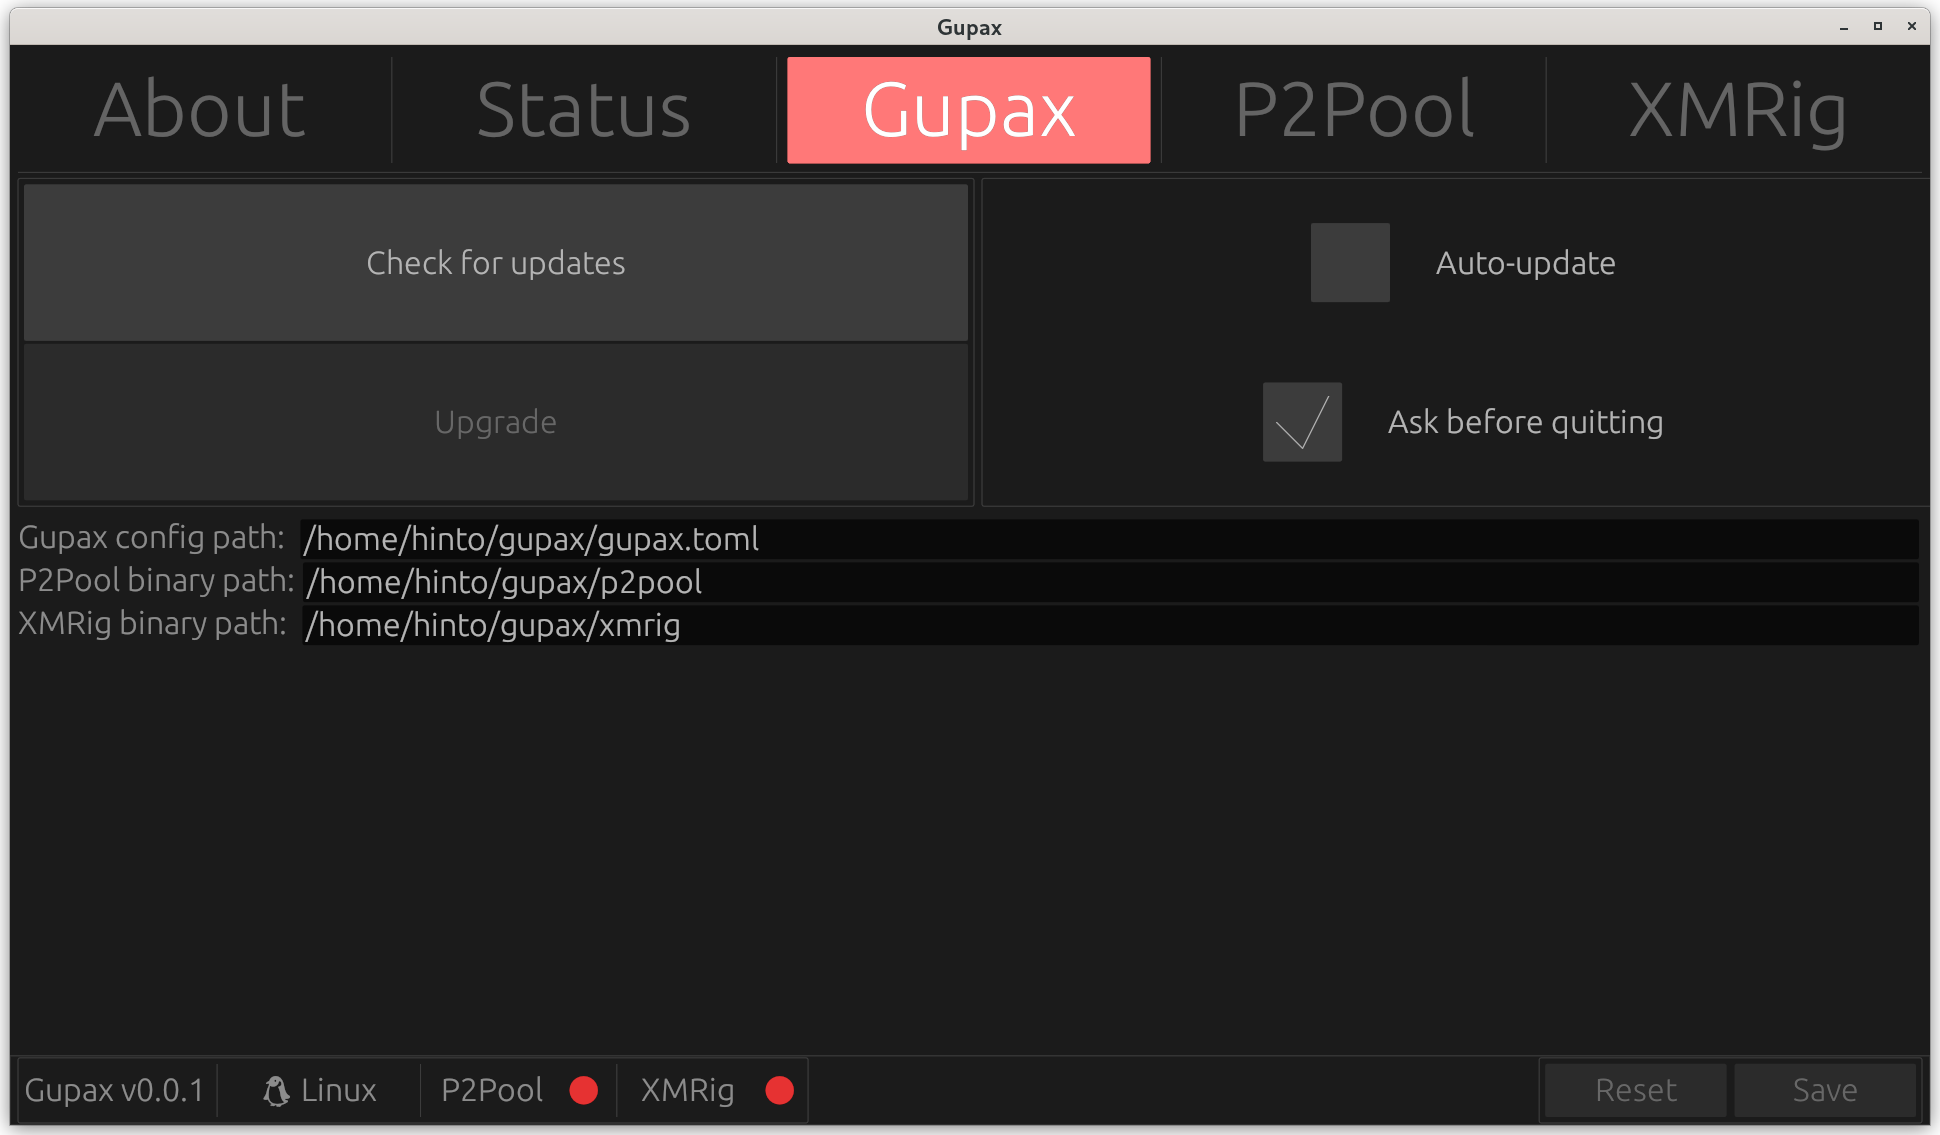 Gupax
About Status Gupax P2Pool XMRig
Check for updates
Auto-update
Upgrade
Ask before quitting
Gupax config path: /home/hinto/gupax/gupax.toml
P2Pool binary path: /home/hinto/gupax/p2pool
XMRig binary path: /home/hinto/gupax/xmrig
Gupax v0.0.1 Linux P2Pool XMRig Reset Save